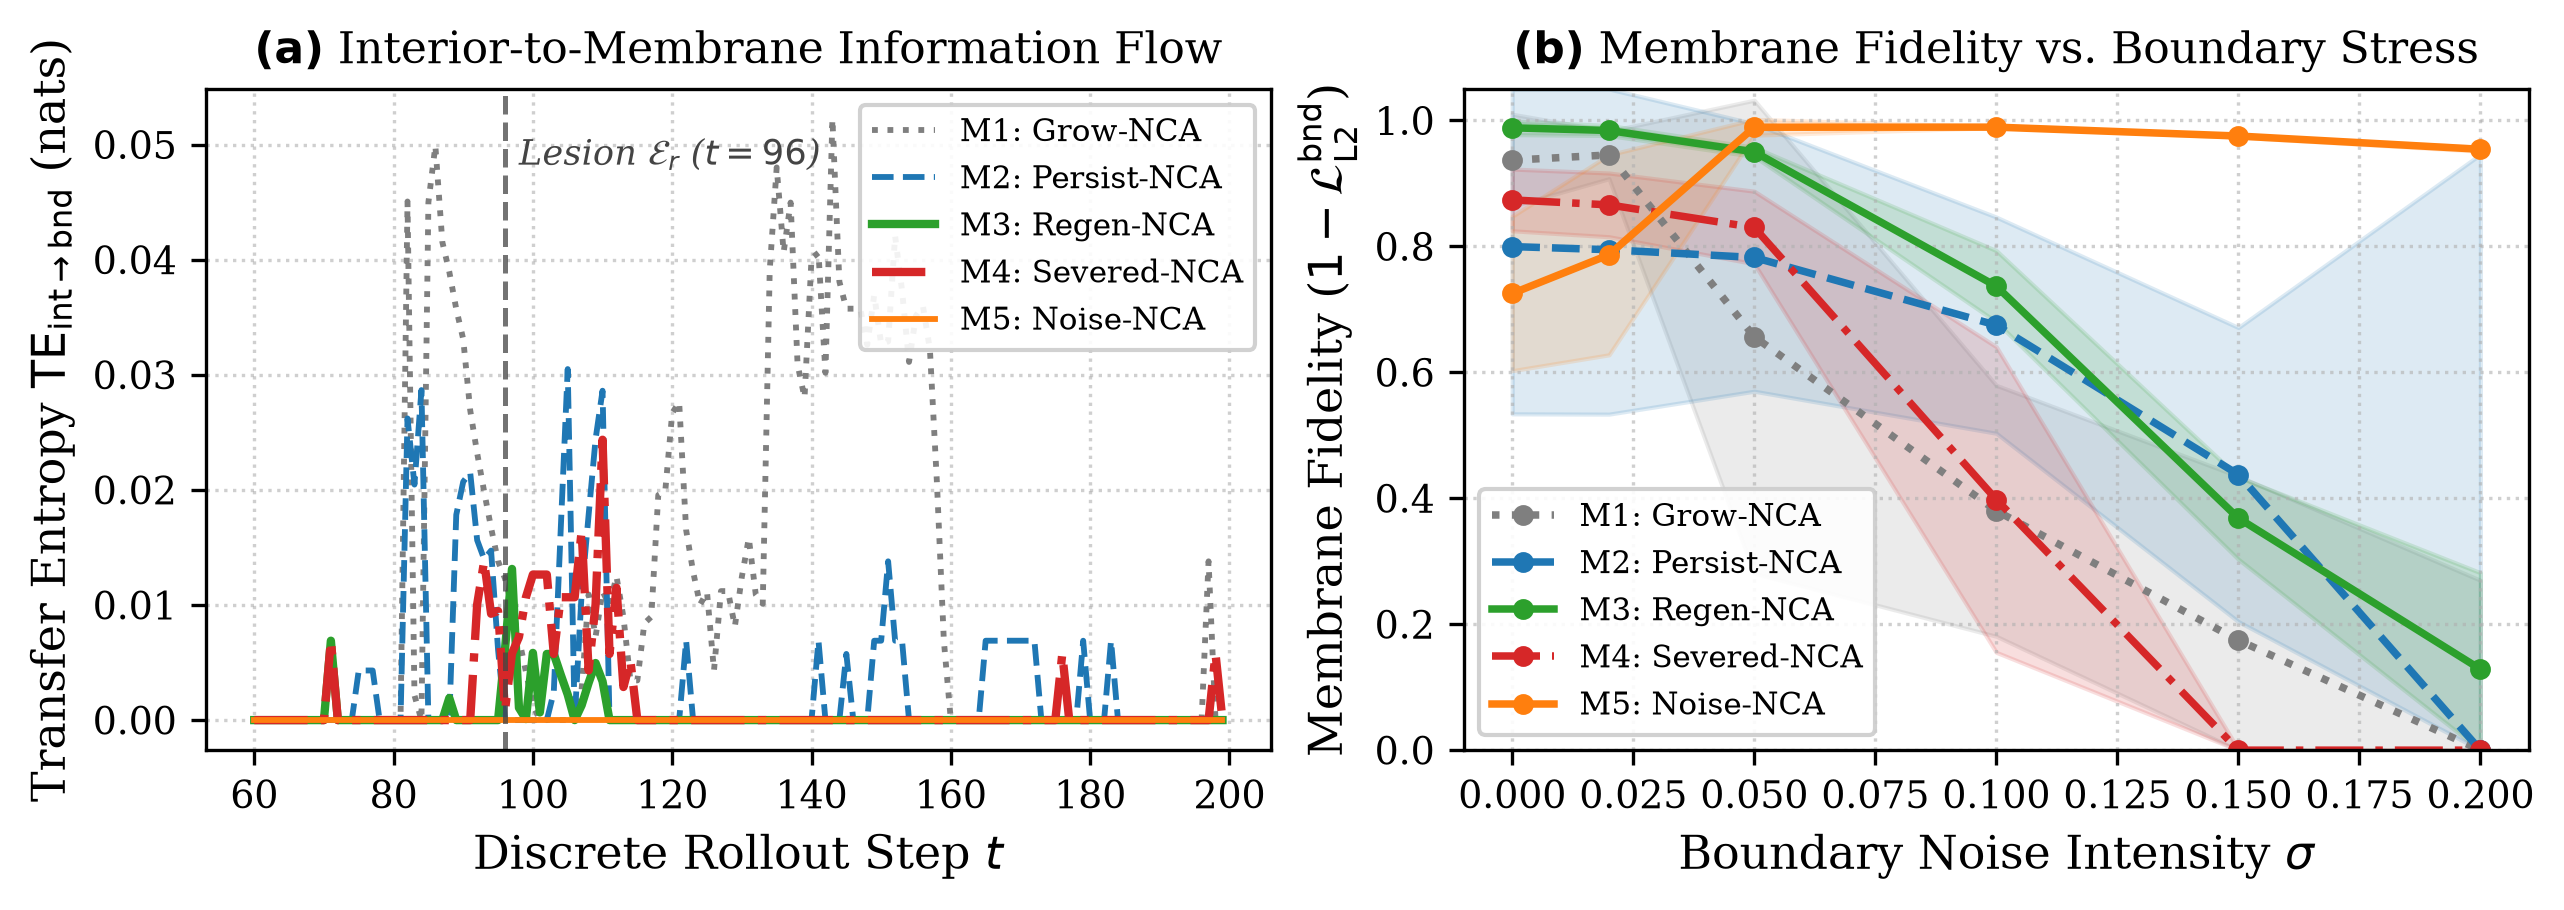 (a) Interior-to-Membrane Information Flow
Transfer Entropy TE_int→bnd (nats)
0.05
0.04
0.03
0.02
0.01
0.00
Lesion ℰ_r (t = 96)
M1: Grow-NCA
M2: Persist-NCA
M3: Regen-NCA
M4: Severed-NCA
M5: Noise-NCA
60 80 100 120 140 160 180 200
Discrete Rollout Step t
(b) Membrane Fidelity vs. Boundary Stress
Membrane Fidelity (1 − ℒ_L2^bnd)
1.0
0.8
0.6
0.4
0.2
0.0
M1: Grow-NCA
M2: Persist-NCA
M3: Regen-NCA
M4: Severed-NCA
M5: Noise-NCA
0.000 0.025 0.050 0.075 0.100 0.125 0.150 0.175 0.200
Boundary Noise Intensity σ